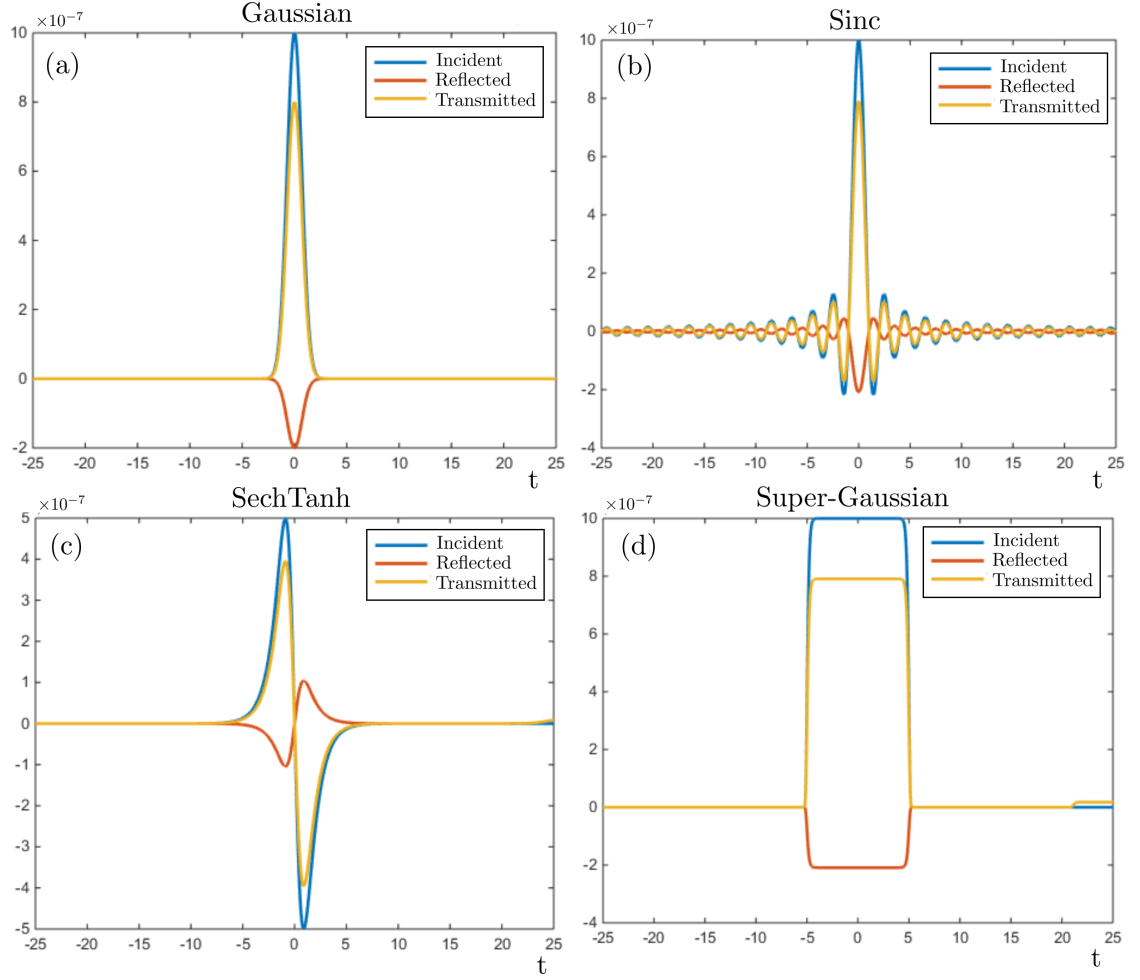 Gaussian
×10⁻⁷
(a)
Incident
Reflected
Transmitted
10
8
6
4
2
0
-2
-25 -20 -15 -10 -5 0 5 10 15 20 25
t
Sinc
×10⁻⁷
(b)
Incident
Reflected
Transmitted
10
8
6
4
2
0
-2
-4
-25 -20 -15 -10 -5 0 5 10 15 20 25
t
SechTanh
×10⁻⁷
(c)
Incident
Reflected
Transmitted
5
4
3
2
1
0
-1
-2
-3
-4
-5
-25 -20 -15 -10 -5 0 5 10 15 20 25
t
Super-Gaussian
×10⁻⁷
(d)
Incident
Reflected
Transmitted
10
8
6
4
2
0
-2
-4
-25 -20 -15 -10 -5 0 5 10 15 20 25
t